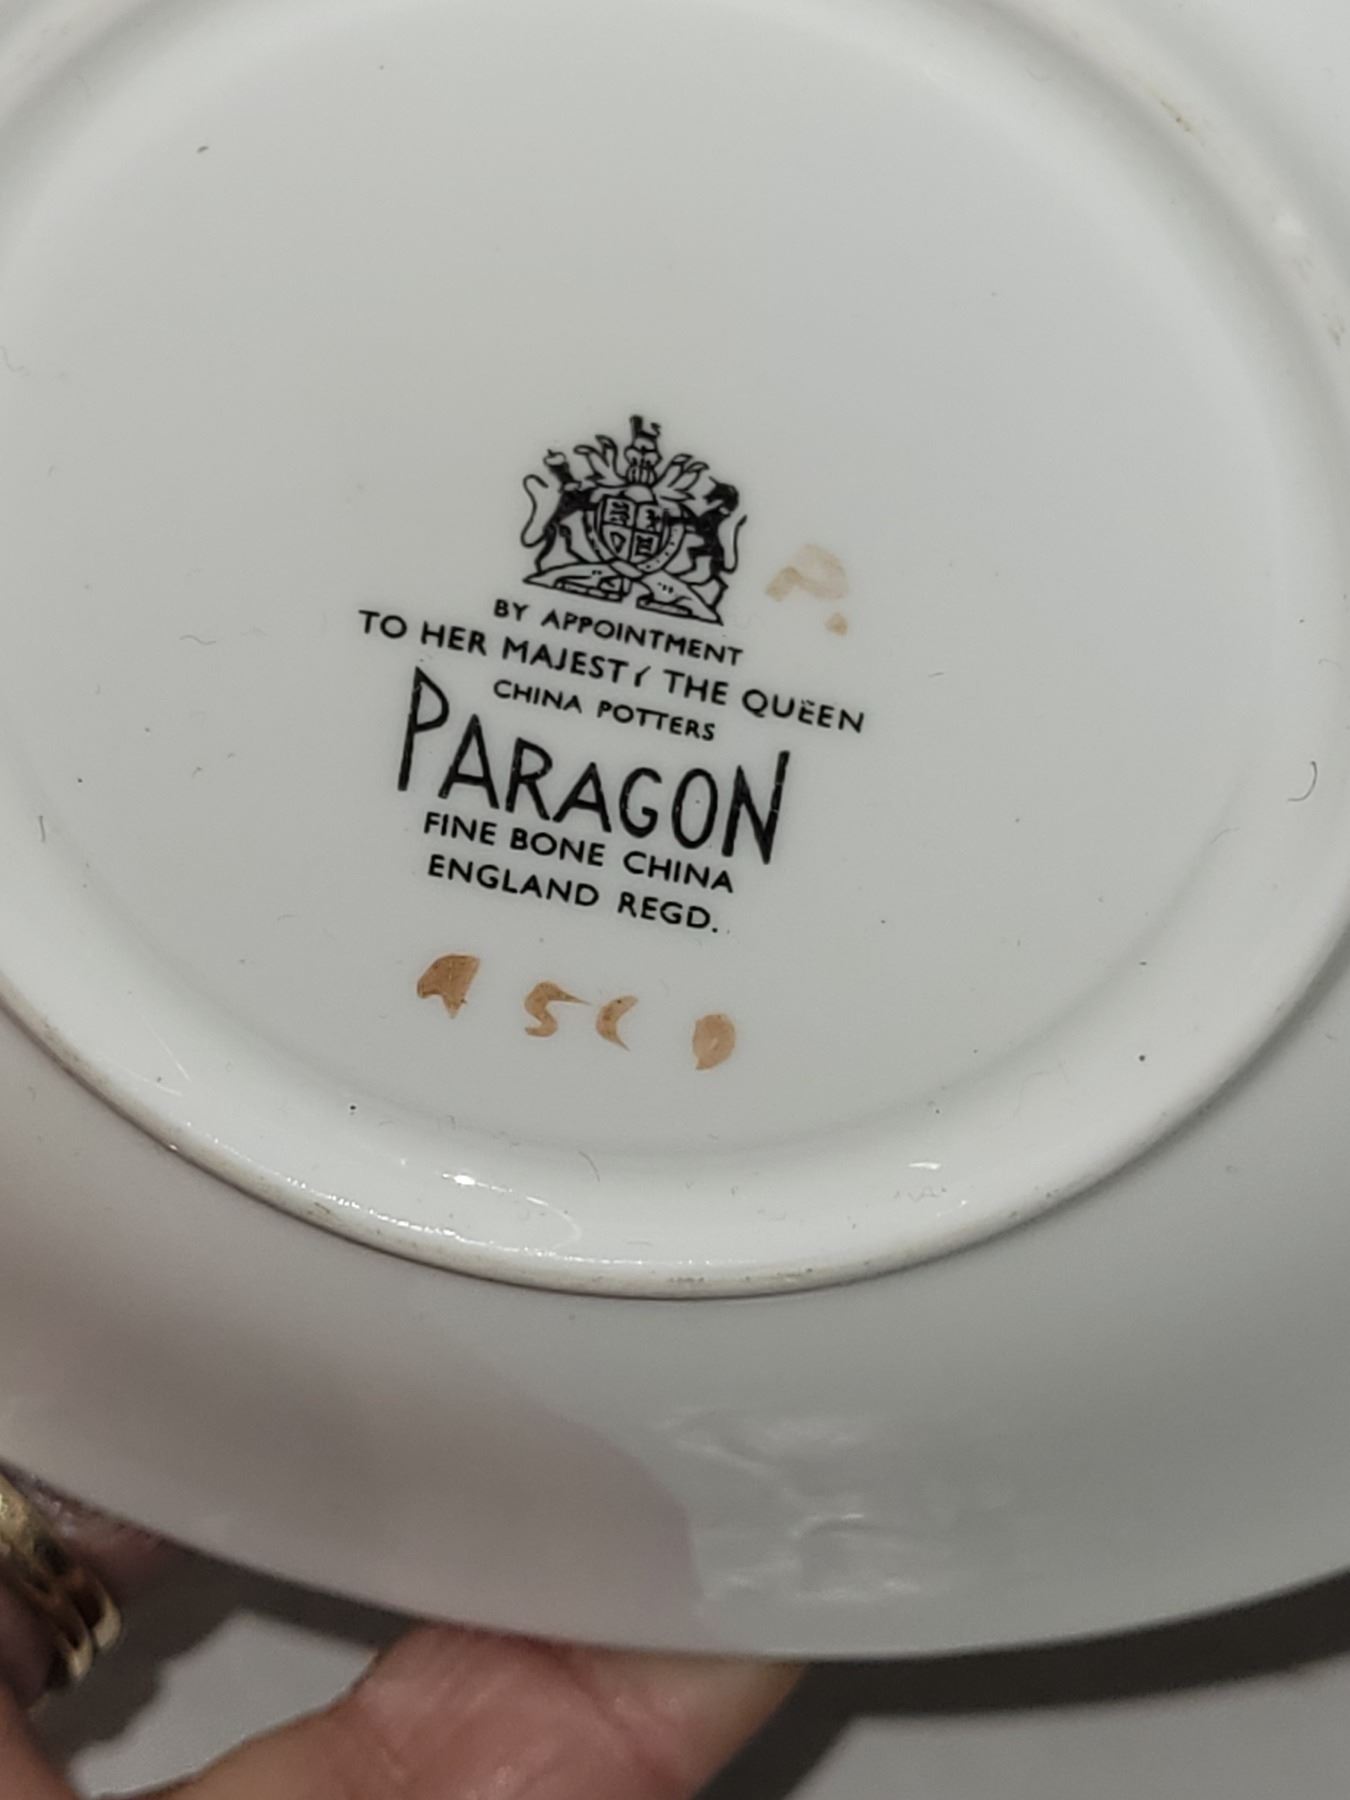 BY APPOINTMENT
TO HER MAJESTY THE QUEEN
CHINA POTTERS
PARAGON
FINE BONE CHINA
ENGLAND REGD.